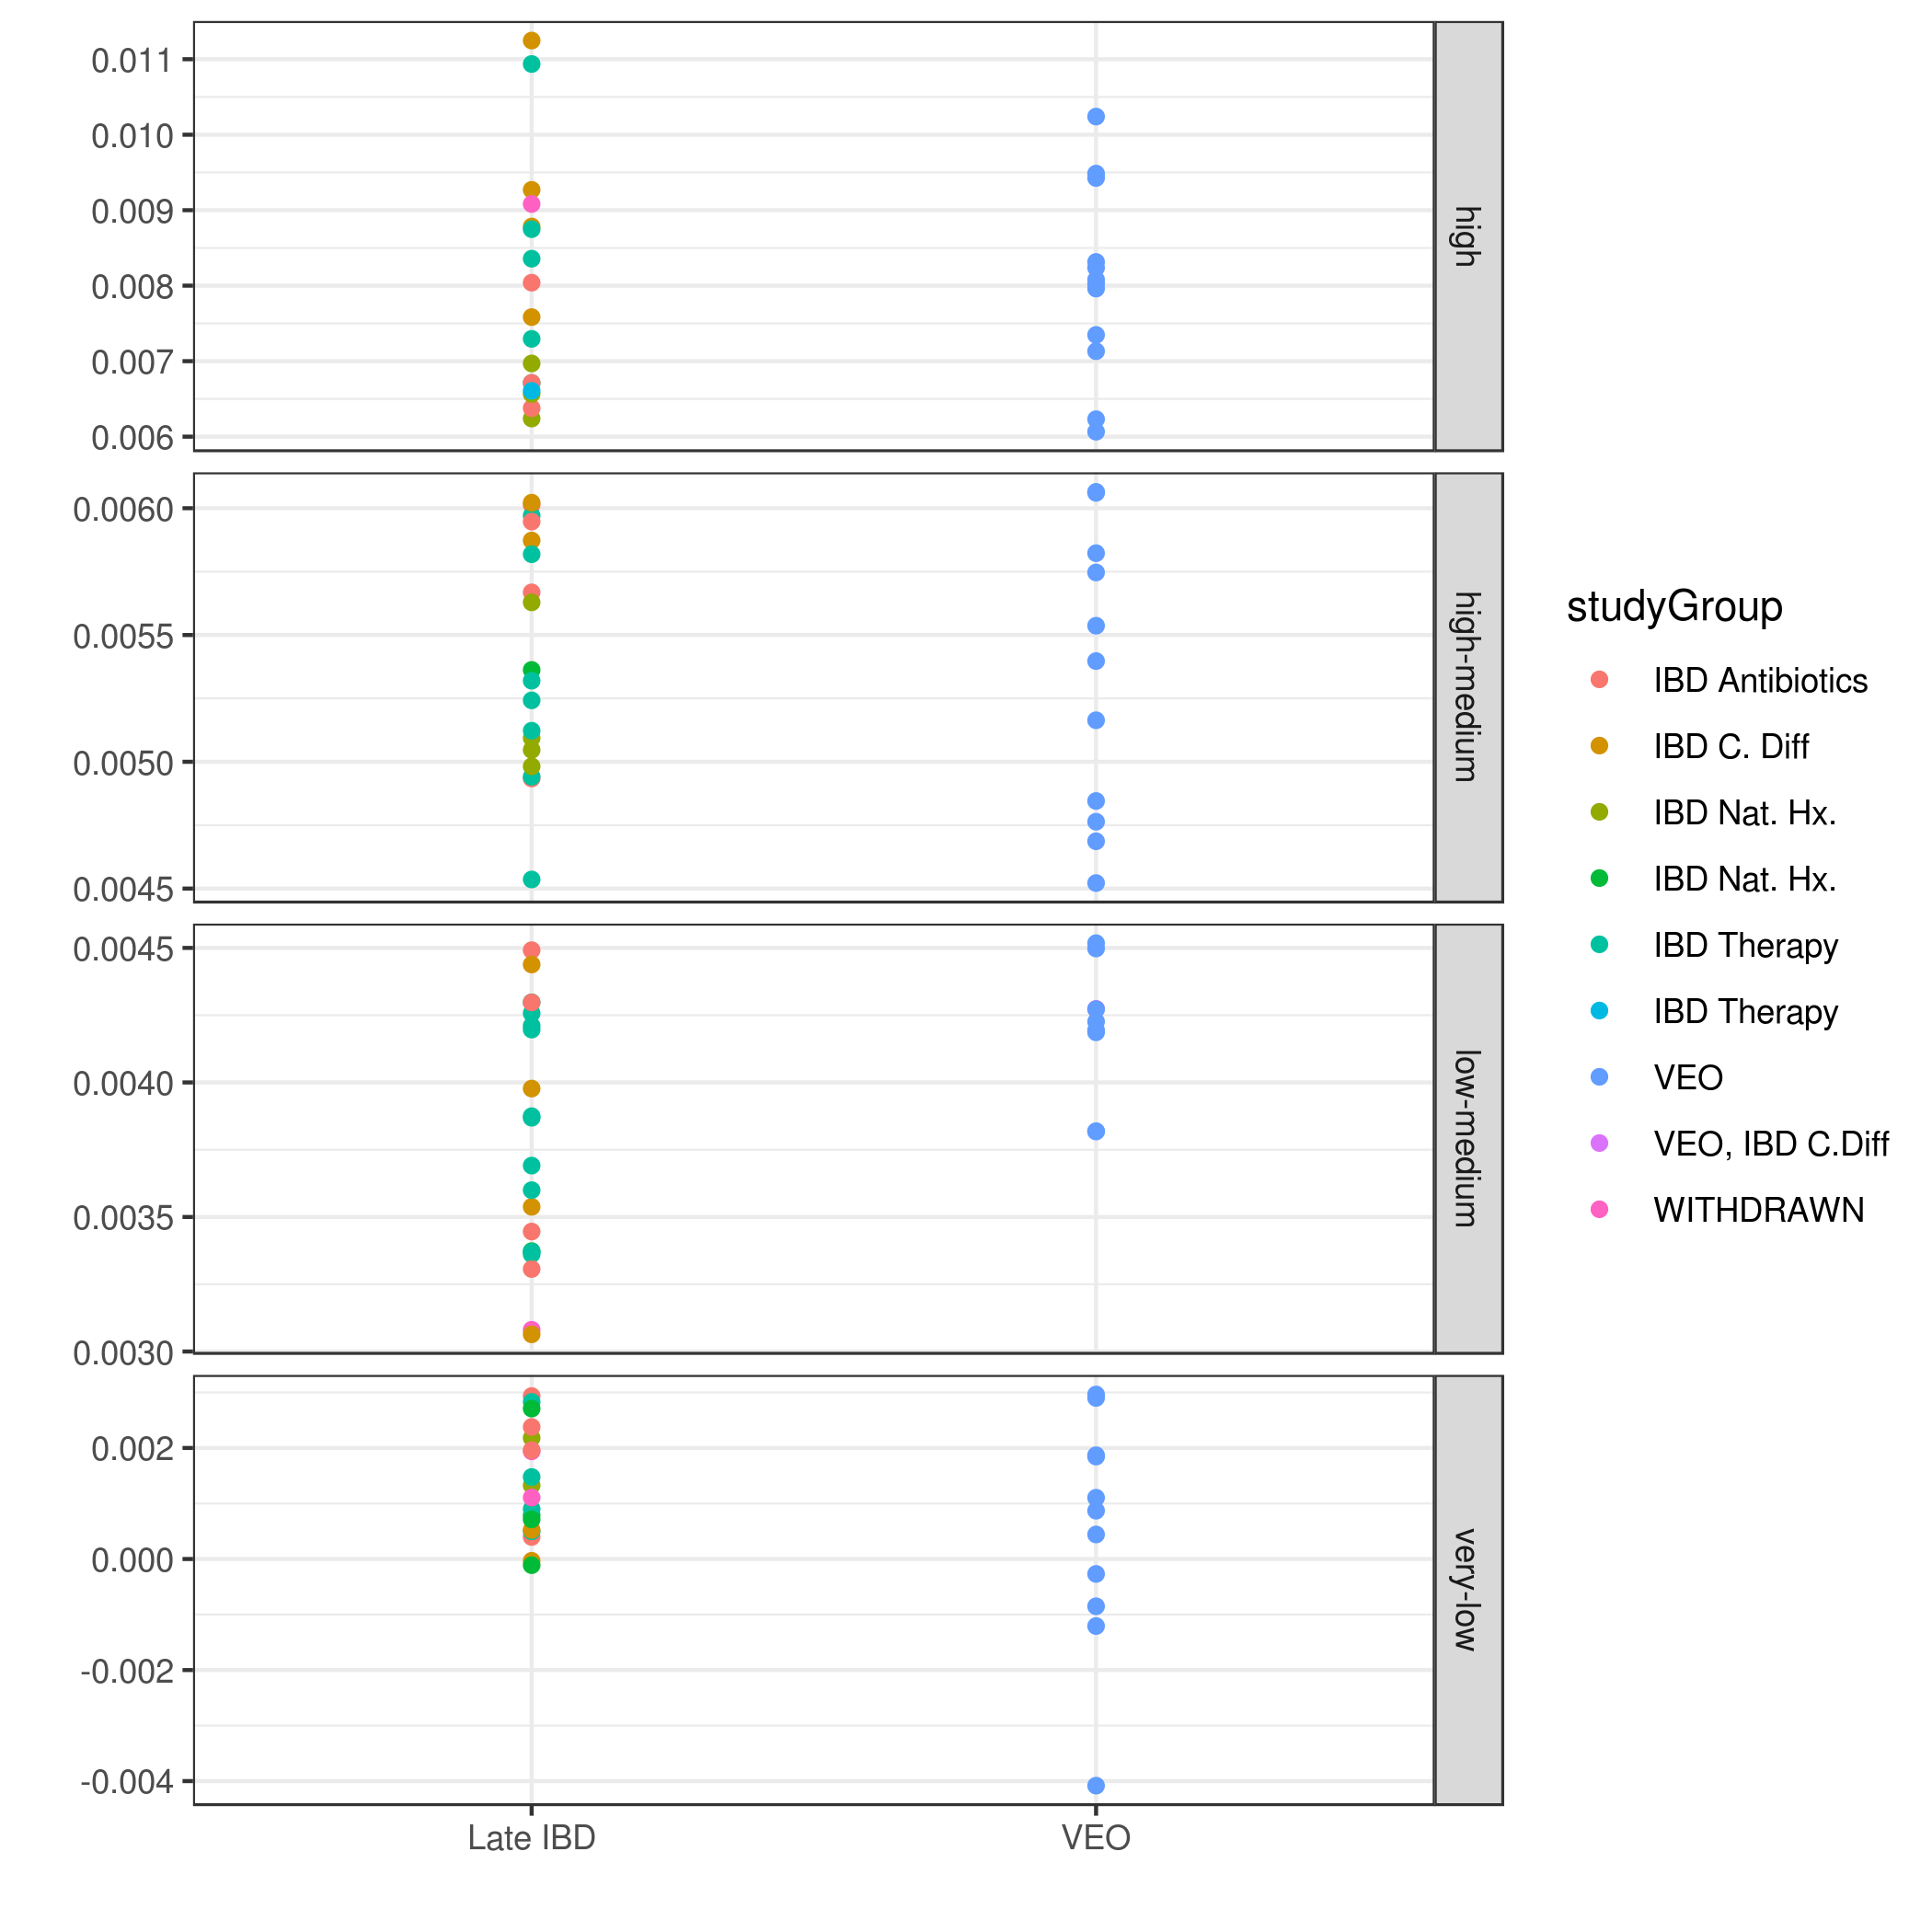 0.011
0.010
0.009
0.008
0.007
0.006
high
0.0060
0.0055
0.0050
0.0045
high-medium
0.0045
0.0040
0.0035
0.0030
low-medium
0.002
0.000
-0.002
-0.004
very-low
Late IBD
VEO
studyGroup
IBD Antibiotics
IBD C. Diff
IBD Nat. Hx.
IBD Nat. Hx.
IBD Therapy
IBD Therapy
VEO
VEO, IBD C.Diff
WITHDRAWN